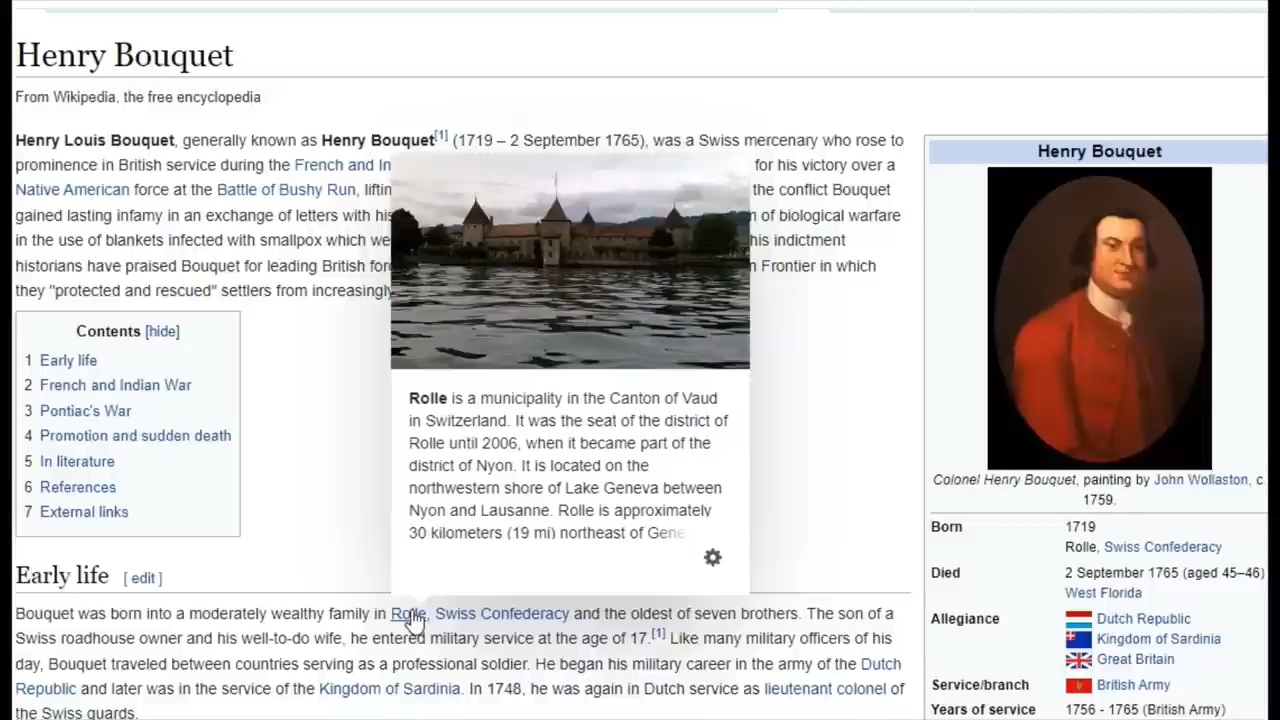 Henry Bouquet
From Wikipedia, the free encyclopedia
Henry Louis Bouquet, generally known as Henry Bouquet[1] (1719 – 2 September 1765), was a Swiss mercenary who rose to
prominence in British service during the French and In for his victory over a
Native American force at the Battle of Bushy Run, liftin the conflict Bouquet
gained lasting infamy in an exchange of letters with his of biological warfare
in the use of blankets infected with smallpox which we his indictment
historians have praised Bouquet for leading British for Frontier in which
they "protected and rescued" settlers from increasingly
Contents [hide]
1 Early life
2 French and Indian War
3 Pontiac's War
4 Promotion and sudden death
5 In literature
6 References
7 External links
Rolle is a municipality in the Canton of Vaud
in Switzerland. It was the seat of the district of
Rolle until 2006, when it became part of the
district of Nyon. It is located on the
northwestern shore of Lake Geneva between
Nyon and Lausanne. Rolle is approximately
30 kilometers (19 mi) northeast of Gene
Early life [ edit ]
Bouquet was born into a moderately wealthy family in Rolle, Swiss Confederacy and the oldest of seven brothers. The son of a
Swiss roadhouse owner and his well-to-do wife, he entered military service at the age of 17.[1] Like many military officers of his
day, Bouquet traveled between countries serving as a professional soldier. He began his military career in the army of the Dutch
Republic and later was in the service of the Kingdom of Sardinia. In 1748, he was again in Dutch service as lieutenant colonel of
the Swiss guards.
Henry Bouquet
Colonel Henry Bouquet, painting by John Wollaston, c.
1759.
Born 1719
Rolle, Swiss Confederacy
Died 2 September 1765 (aged 45–46)
West Florida
Allegiance Dutch Republic
Kingdom of Sardinia
Great Britain
Service/branch British Army
Years of service 1756 - 1765 (British Army)